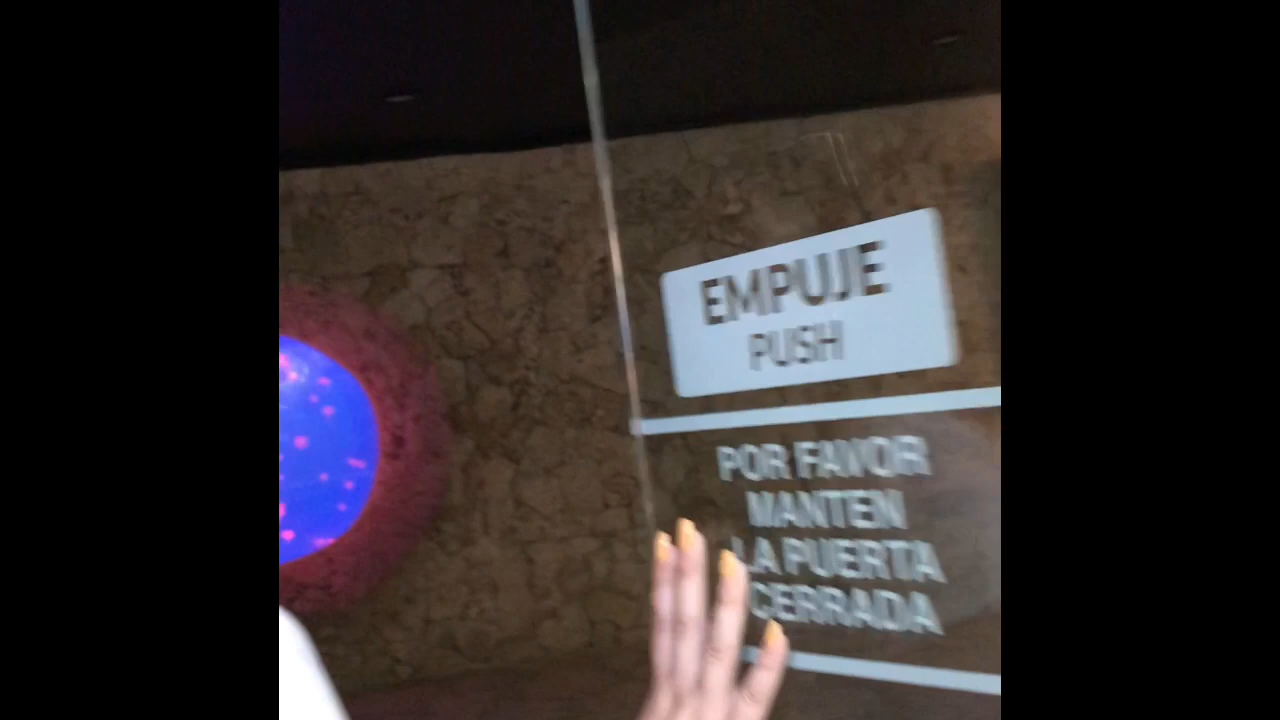 EMPUJE
PUSH
POR FAVOR
MANTEN
LA PUERTA
CERRADA